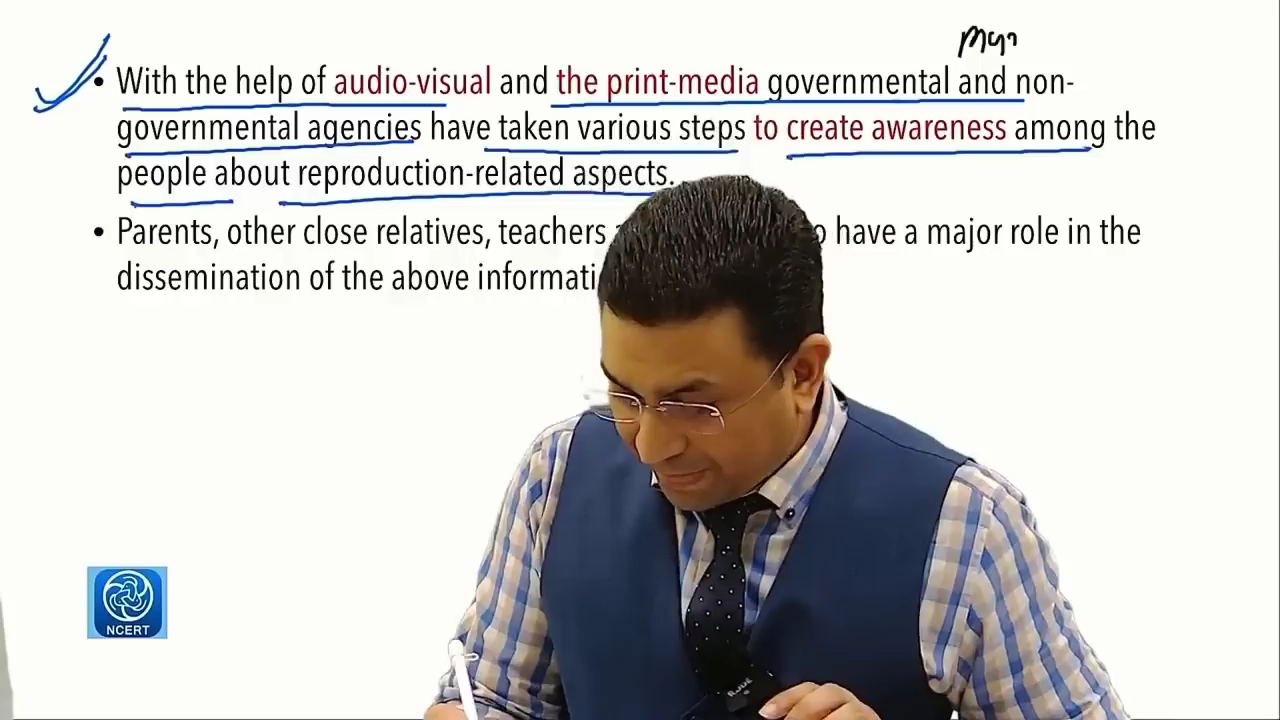 • With the help of audio-visual and the print-media governmental and non-
governmental agencies have taken various steps to create awareness among the
people about reproduction-related aspects.
• Parents, other close relatives, teachers have a major role in the
dissemination of the above
NCERT
RØDE